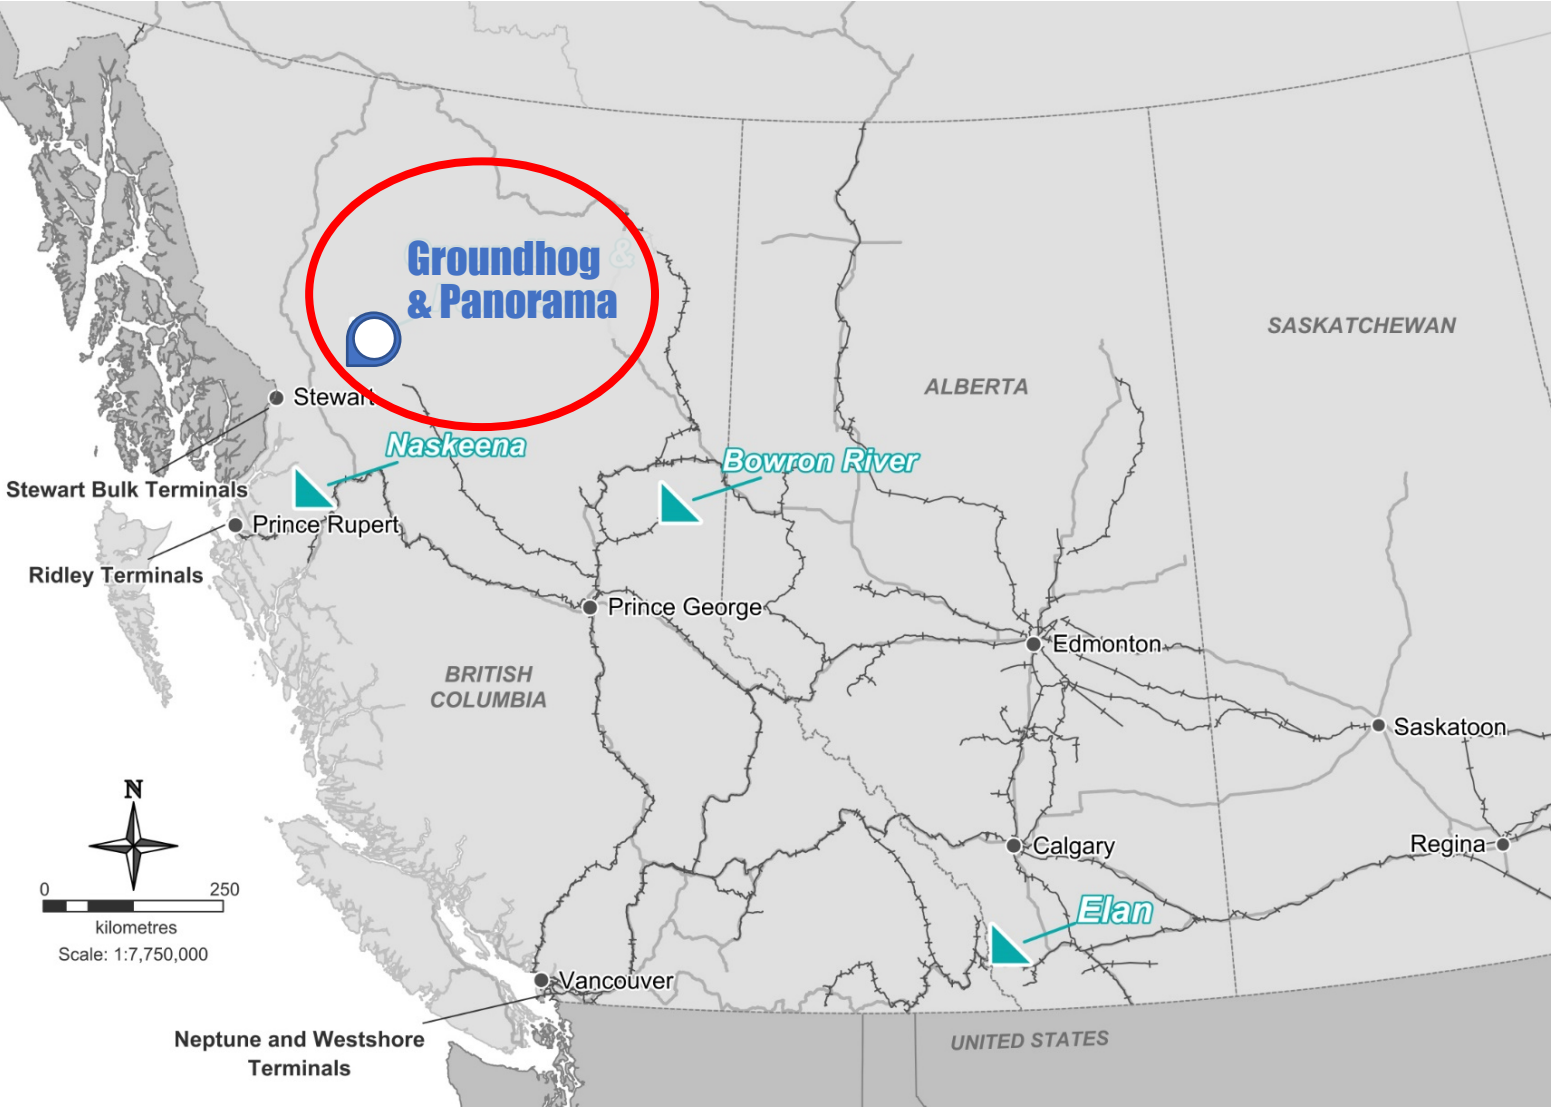 Groundhog
& Panorama
SASKATCHEWAN
ALBERTA
Stewart
Naskeena
Bowron River
Stewart Bulk Terminals
Prince Rupert
Ridley Terminals
Prince George
Edmonton
BRITISH
COLUMBIA
Saskatoon
N
Calgary
Regina
0 250
kilometres
Scale: 1:7,750,000
Elan
Vancouver
Neptune and Westshore
Terminals
UNITED STATES